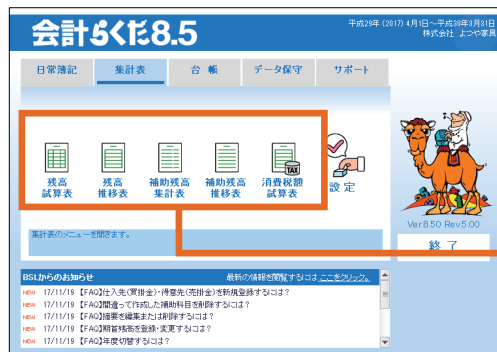 会計らくだ8.5
平成29年(2017) 4月1日～平成30年3月31日
株式会社 よつや家具
日常簿記 集計表 台帳 データ保守 サポート
残高試算表
残高推移表
補助残高集計表
補助残高推移表
TAX
消費税額試算表
設定
集計表のメニューを開きます。
Ver.8.50 Rev.5.00
終了
BSLからのお知らせ 最新の情報を閲覧するにはここをクリック。
NEW 17/11/19 【FAQ】仕入先(買掛金)・得意先(売掛金)を新規登録するには？
NEW 17/11/19 【FAQ】間違って作成した補助科目を削除するには？
NEW 17/11/19 【FAQ】摘要を編集または削除するには？
NEW 17/11/19 【FAQ】期首残高を登録・変更するには？
NEW 17/11/19 【FAQ】年度切替するには？